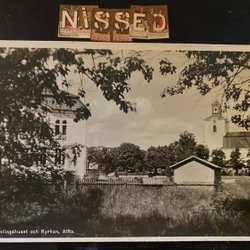 NISSED
och Kyrkan, Alfta.